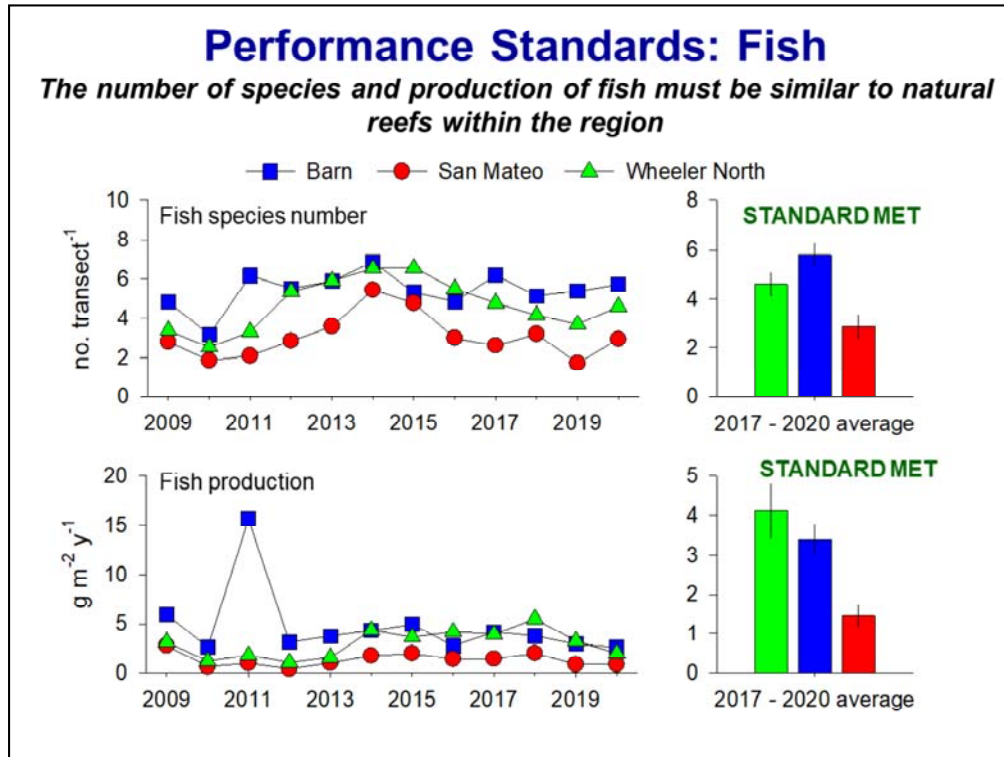 Performance Standards: Fish
The number of species and production of fish must be similar to natural
reefs within the region
Barn San Mateo Wheeler North
Fish species number
no. transect⁻¹
10
8
6
4
2
0
2009 2011 2013 2015 2017 2019
STANDARD MET
8
6
4
2
0
2017 - 2020 average
Fish production
g m⁻² y⁻¹
20
15
10
5
0
2009 2011 2013 2015 2017 2019
STANDARD MET
5
4
3
2
1
0
2017 - 2020 average